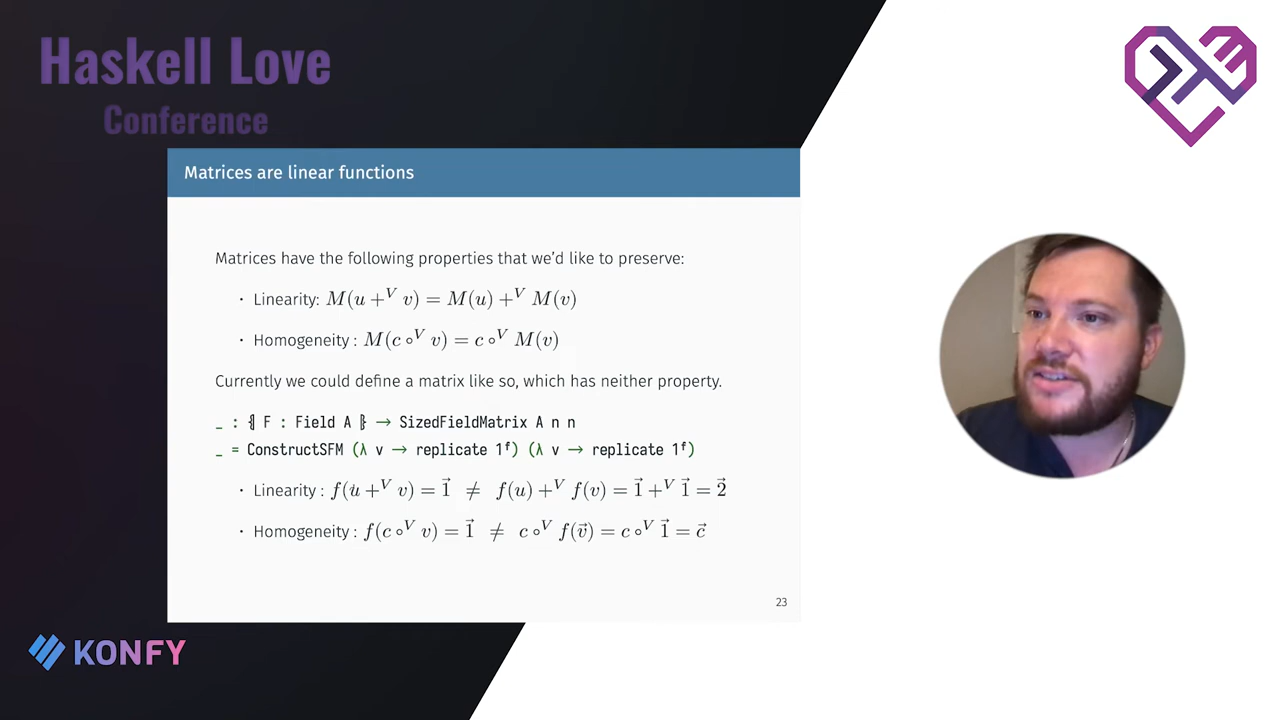 Haskell Love
Conference
Matrices are linear functions
Matrices have the following properties that we'd like to preserve:
· Linearity: M(u +ⱽ v) = M(u) +ⱽ M(v)
· Homogeneity : M(c ∘ⱽ v) = c ∘ⱽ M(v)
Currently we could define a matrix like so, which has neither property.
_ : ⦃ F : Field A ⦄ → SizedFieldMatrix A n n
_ = ConstructSFM (λ v → replicate 1ᶠ) (λ v → replicate 1ᶠ)
· Linearity : f(u +ⱽ v) = 1⃗ ≠ f(u) +ⱽ f(v) = 1⃗ +ⱽ 1⃗ = 2⃗
· Homogeneity : f(c ∘ⱽ v) = 1⃗ ≠ c ∘ⱽ f(v⃗) = c ∘ⱽ 1⃗ = c⃗
23
KONFY